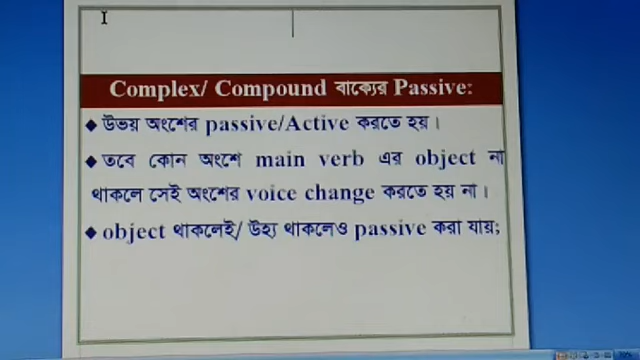 Complex/ Compound বাক্যের Passive:
◆ উভয় অংশের passive/Active করতে হয়।
◆ তবে কোন অংশে main verb এর object না
থাকলে সেই অংশের voice change করতে হয় না।
◆ object থাকলেই/ উহ্য থাকলেও passive করা যায়;